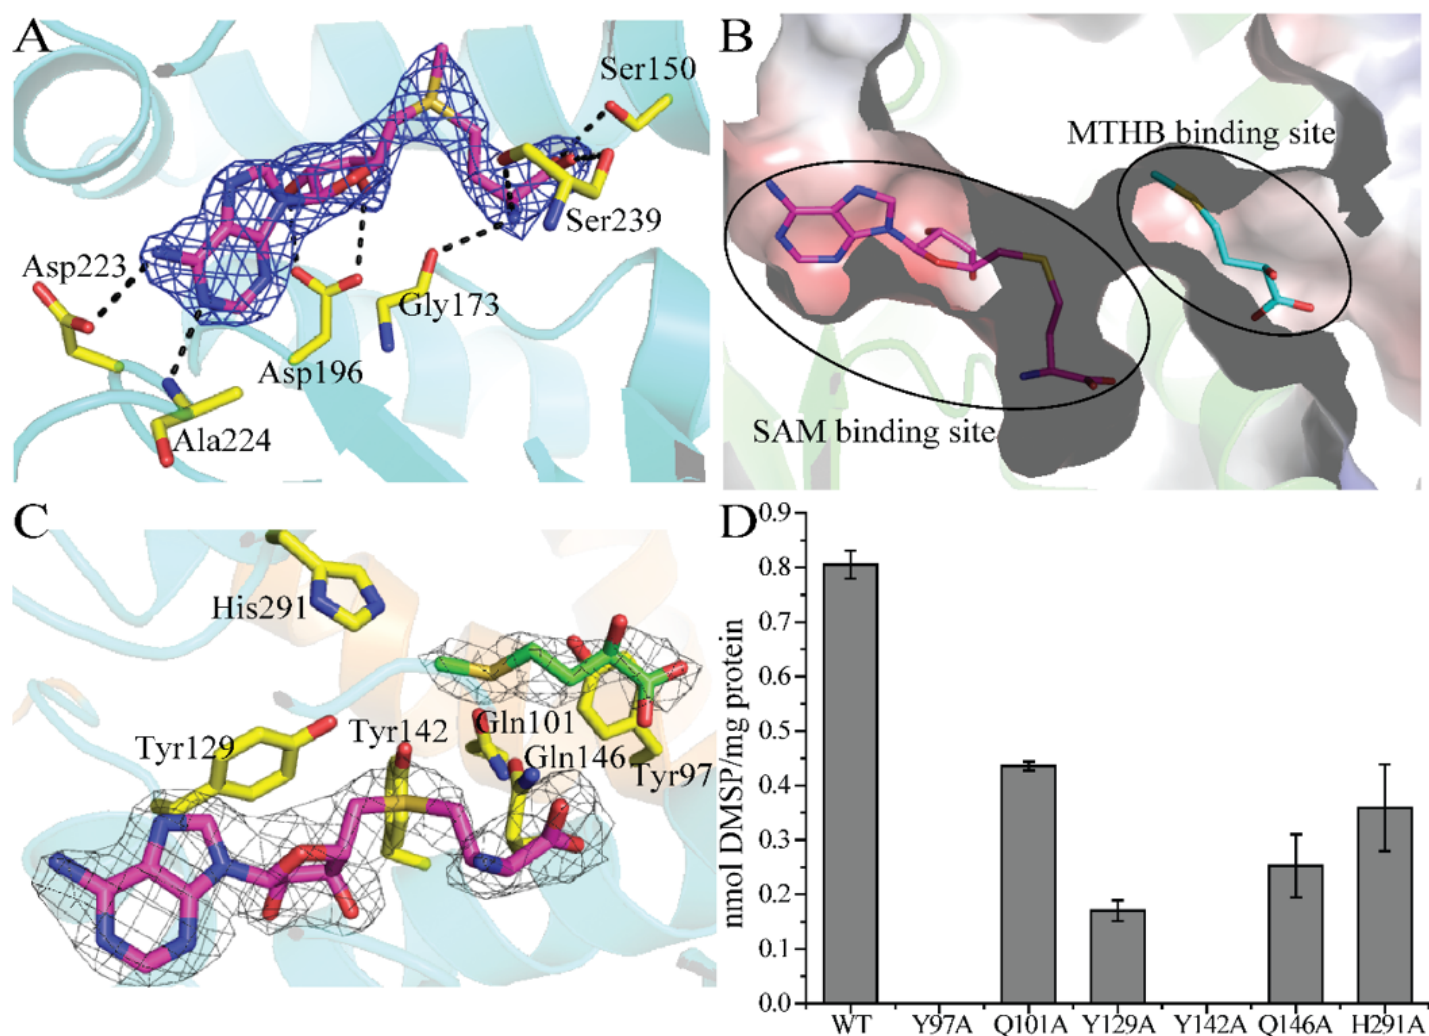 A
Ser150
Ser239
Asp223
Gly173
Asp196
Ala224
B
MTHB binding site
SAM binding site
C
His291
Tyr129
Tyr142
Gln101
Gln146
Tyr97
D
nmol DMSP/mg protein
0.9
0.8
0.7
0.6
0.5
0.4
0.3
0.2
0.1
0.0
WT Y97A Q101A Y129A Y142A Q146A H291A